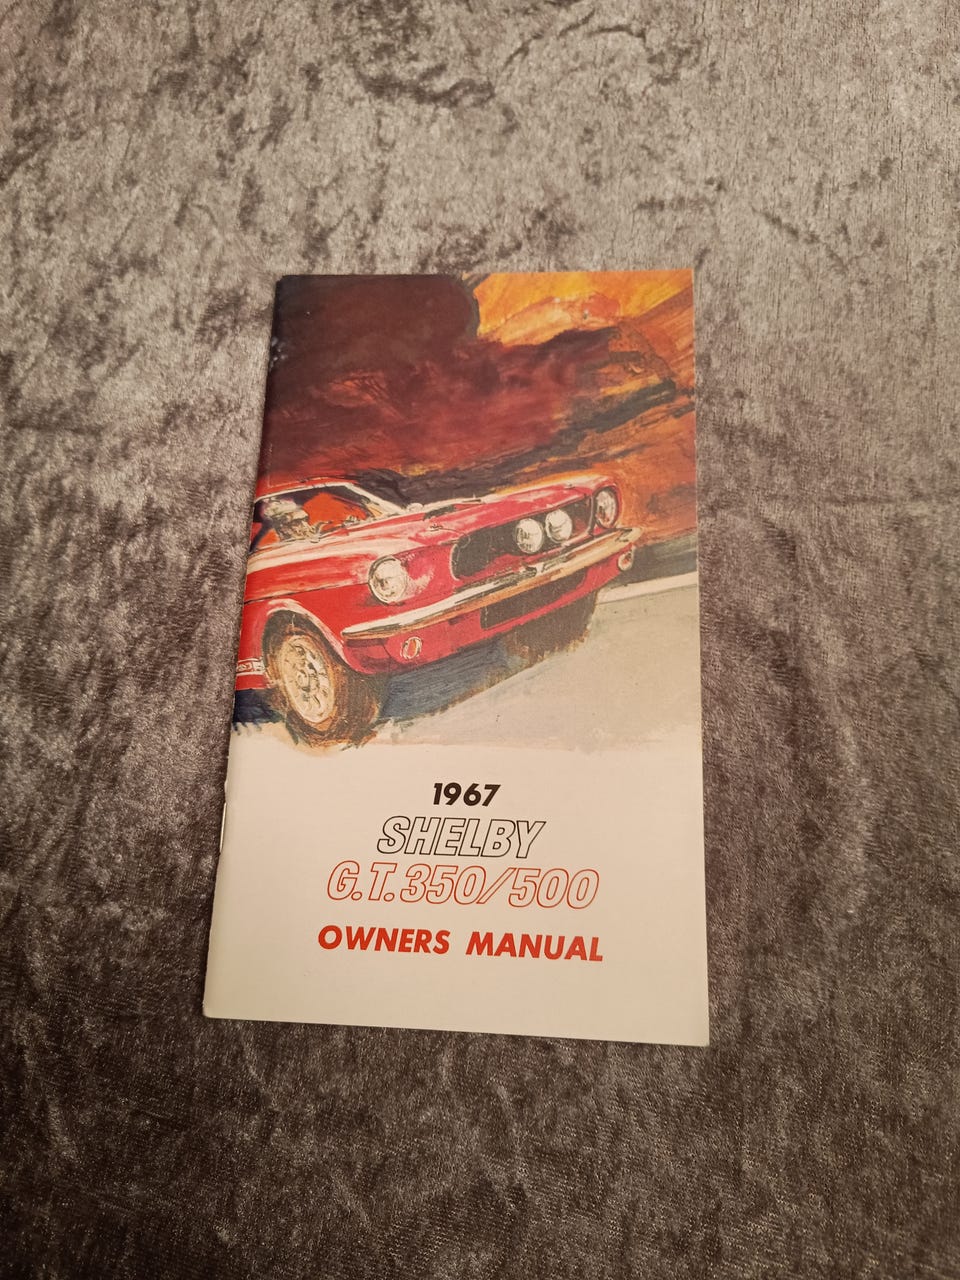 1967
SHELBY
G.T.350/500
OWNERS MANUAL